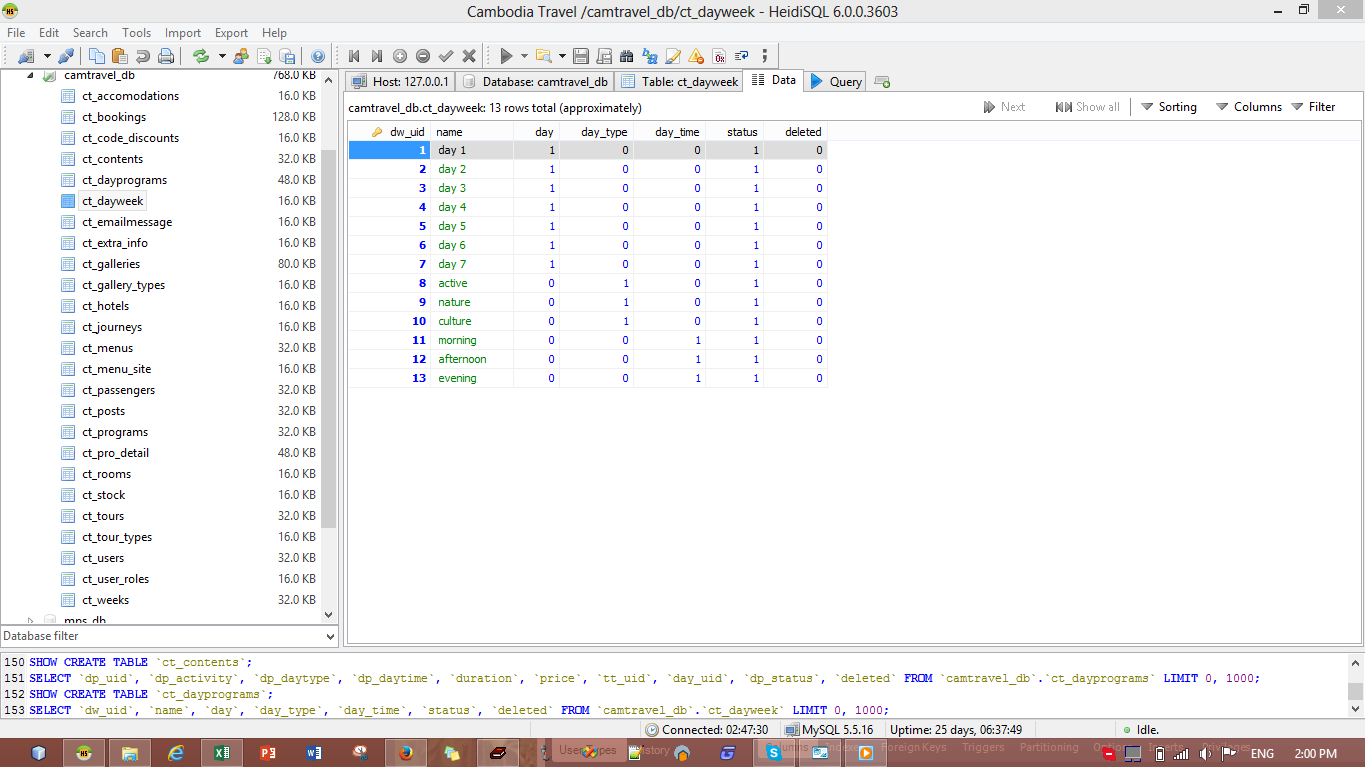 Cambodia Travel /camtravel_db/ct_dayweek - HeidiSQL 6.0.0.3603
File Edit Search Tools Import Export Help
camtravel_db 768.0 KB
ct_accomodations 16.0 KB
ct_bookings 128.0 KB
ct_code_discounts 16.0 KB
ct_contents 32.0 KB
ct_dayprograms 48.0 KB
ct_dayweek 16.0 KB
ct_emailmessage 16.0 KB
ct_extra_info 16.0 KB
ct_galleries 80.0 KB
ct_gallery_types 16.0 KB
ct_hotels 16.0 KB
ct_journeys 16.0 KB
ct_menus 32.0 KB
ct_menu_site 16.0 KB
ct_passengers 32.0 KB
ct_posts 32.0 KB
ct_programs 32.0 KB
ct_pro_detail 48.0 KB
ct_rooms 16.0 KB
ct_stock 16.0 KB
ct_tours 32.0 KB
ct_tour_types 16.0 KB
ct_users 32.0 KB
ct_user_roles 16.0 KB
ct_weeks 32.0 KB
mns_db
Database filter
Host: 127.0.0.1 Database: camtravel_db Table: ct_dayweek Data Query
camtravel_db.ct_dayweek: 13 rows total (approximately) Next Show all Sorting Columns Filter
dw_uid name day day_type day_time status deleted
1 day 1 1 0 0 1 0
2 day 2 1 0 0 1 0
3 day 3 1 0 0 1 0
4 day 4 1 0 0 1 0
5 day 5 1 0 0 1 0
6 day 6 1 0 0 1 0
7 day 7 1 0 0 1 0
8 active 0 1 0 1 0
9 nature 0 1 0 1 0
10 culture 0 1 0 1 0
11 morning 0 0 1 1 0
12 afternoon 0 0 1 1 0
13 evening 0 0 1 1 0
150 SHOW CREATE TABLE `ct_contents`;
151 SELECT `dp_uid`, `dp_activity`, `dp_daytype`, `dp_daytime`, `duration`, `price`, `tt_uid`, `day_uid`, `dp_status`, `deleted` FROM `camtravel_db`.`ct_dayprograms` LIMIT 0, 1000;
152 SHOW CREATE TABLE `ct_dayprograms`;
153 SELECT `dw_uid`, `name`, `day`, `day_type`, `day_time`, `status`, `deleted` FROM `camtravel_db`.`ct_dayweek` LIMIT 0, 1000;
Connected: 02:47:30 MySQL 5.5.16 Uptime: 25 days, 06:37:49 Idle.
User Types Foreign Keys Triggers Partitioning ENG 2:00 PM